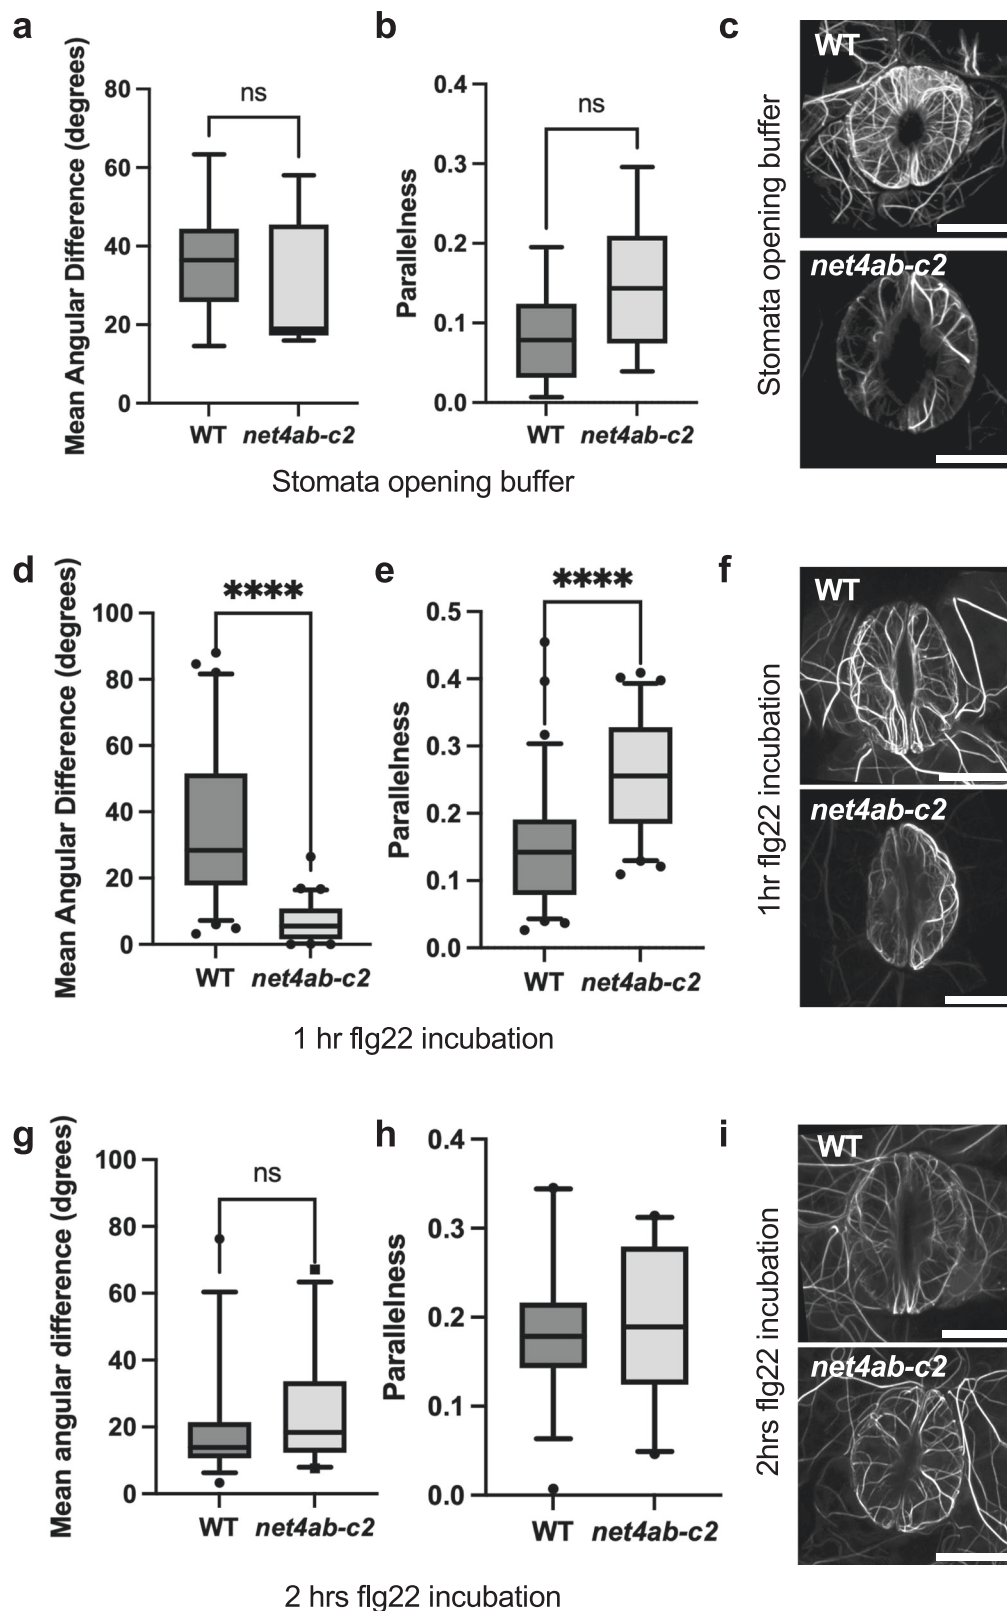 a
b
c
Mean Angular Difference (degrees)
80
60
40
20
0
ns
WT net4ab-c2
Parallelness
0.4
0.3
0.2
0.1
0.0
ns
WT net4ab-c2
Stomata opening buffer
Stomata opening buffer
WT
net4ab-c2
d
e
f
Mean Angular Difference (degrees)
100
80
60
40
20
0
****
WT net4ab-c2
Parallelness
0.5
0.4
0.3
0.2
0.1
0.0
****
WT net4ab-c2
1 hr flg22 incubation
1hr flg22 incubation
WT
net4ab-c2
g
h
i
Mean angular difference (dgrees)
100
80
60
40
20
0
ns
WT net4ab-c2
Parallelness
0.4
0.3
0.2
0.1
0.0
WT net4ab-c2
2 hrs flg22 incubation
2hrs flg22 incubation
WT
net4ab-c2